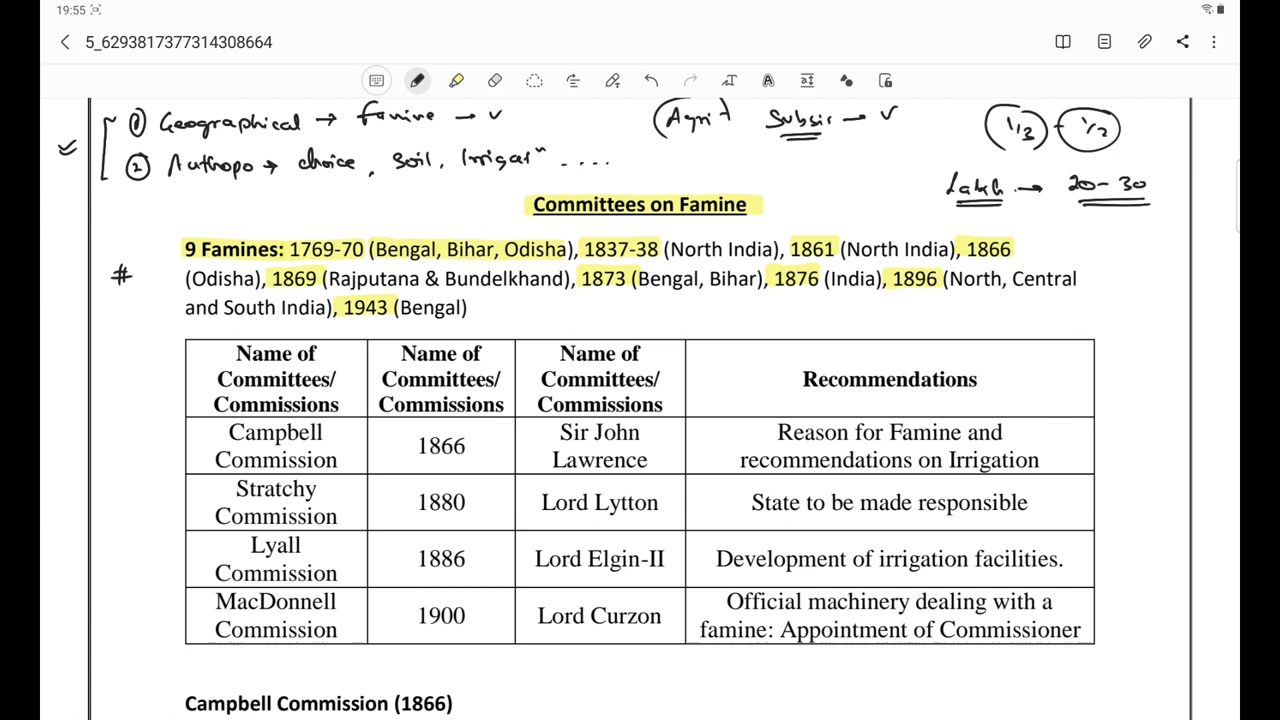 19:55
5_6293817377314308664
① Geographical → famine → v (Agri) Subsis → v 1/3 - 1/2
② Anthropo → choice, soil, Irrigatⁿ ....
Lakh → 20-30
Committees on Famine
9 Famines: 1769-70 (Bengal, Bihar, Odisha), 1837-38 (North India), 1861 (North India), 1866
# (Odisha), 1869 (Rajputana & Bundelkhand), 1873 (Bengal, Bihar), 1876 (India), 1896 (North, Central
and South India), 1943 (Bengal)
Name of Committees/ Commissions Name of Committees/ Commissions Name of Committees/ Commissions Recommendations
Campbell Commission 1866 Sir John Lawrence Reason for Famine and recommendations on Irrigation
Stratchy Commission 1880 Lord Lytton State to be made responsible
Lyall Commission 1886 Lord Elgin-II Development of irrigation facilities.
MacDonnell Commission 1900 Lord Curzon Official machinery dealing with a famine: Appointment of Commissioner
Campbell Commission (1866)